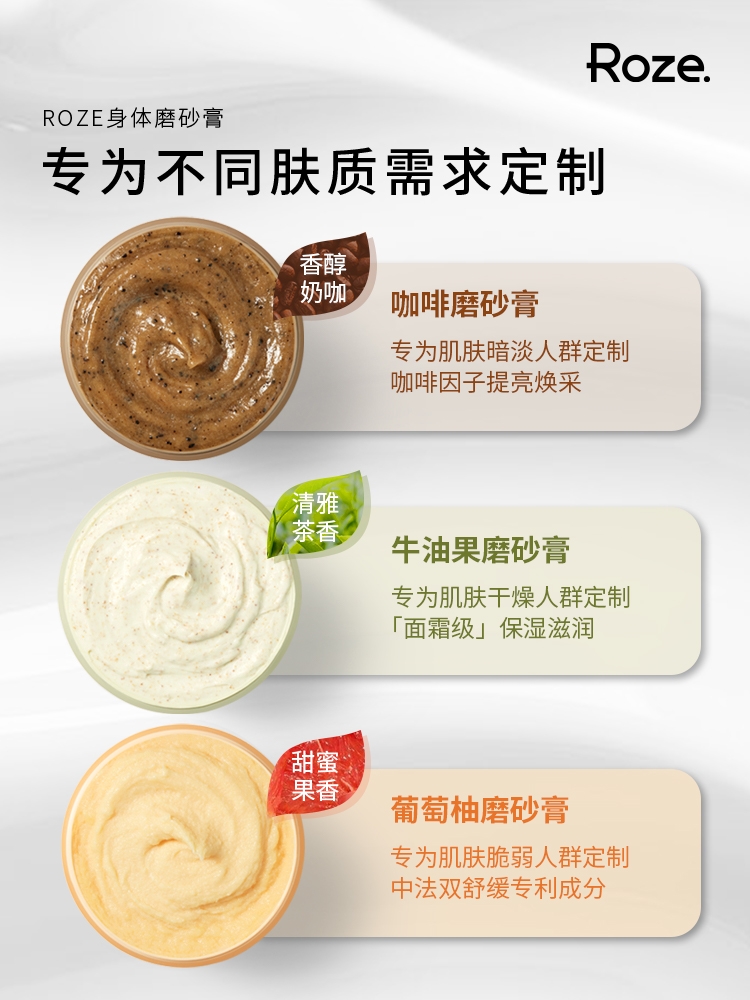 Roze.
ROZE身体磨砂膏
专为不同肤质需求定制
香醇
奶咖
咖啡磨砂膏
专为肌肤暗淡人群定制
咖啡因子提亮焕采
清雅
茶香
牛油果磨砂膏
专为肌肤干燥人群定制
「面霜级」保湿滋润
甜蜜
果香
葡萄柚磨砂膏
专为肌肤脆弱人群定制
中法双舒缓专利成分